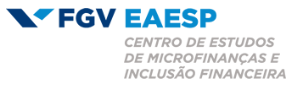 FGV EAESP
CENTRO DE ESTUDOS
DE MICROFINANÇAS E
INCLUSÃO FINANCEIRA